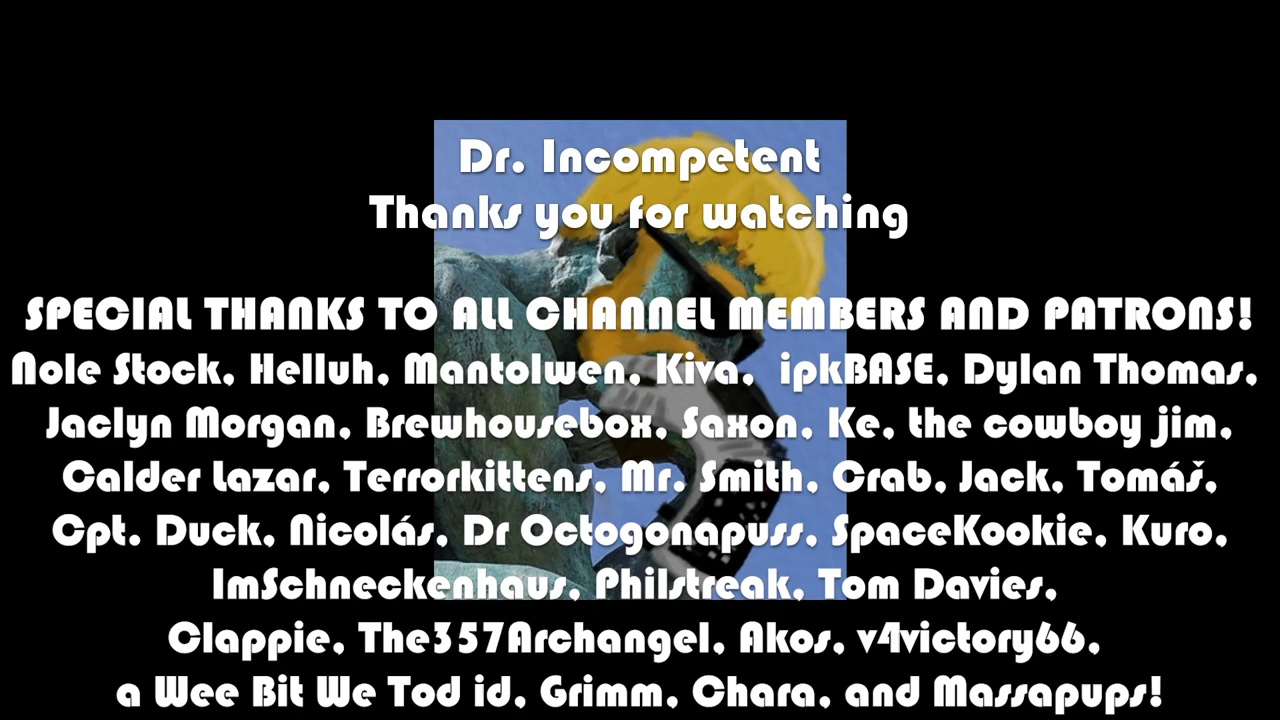 Dr. Incompetent
Thanks you for watching
SPECIAL THANKS TO ALL CHANNEL MEMBERS AND PATRONS!
Nole Stock, Helluh, Mantolwen, Kiva, ipkBASE, Dylan Thomas,
Jaclyn Morgan, Brewhousebox, Saxon, Ke, the cowboy jim,
Calder Lazar, Terrorkittens, Mr. Smith, Crab, Jack, Tomáš,
Cpt. Duck, Nicolás, Dr Octogonapuss, SpaceKookie, Kuro,
ImSchneckenhaus, Philstreak, Tom Davies,
Clappie, The357Archangel, Akos, v4victory66,
a Wee Bit We Tod id, Grimm, Chara, and Massapups!